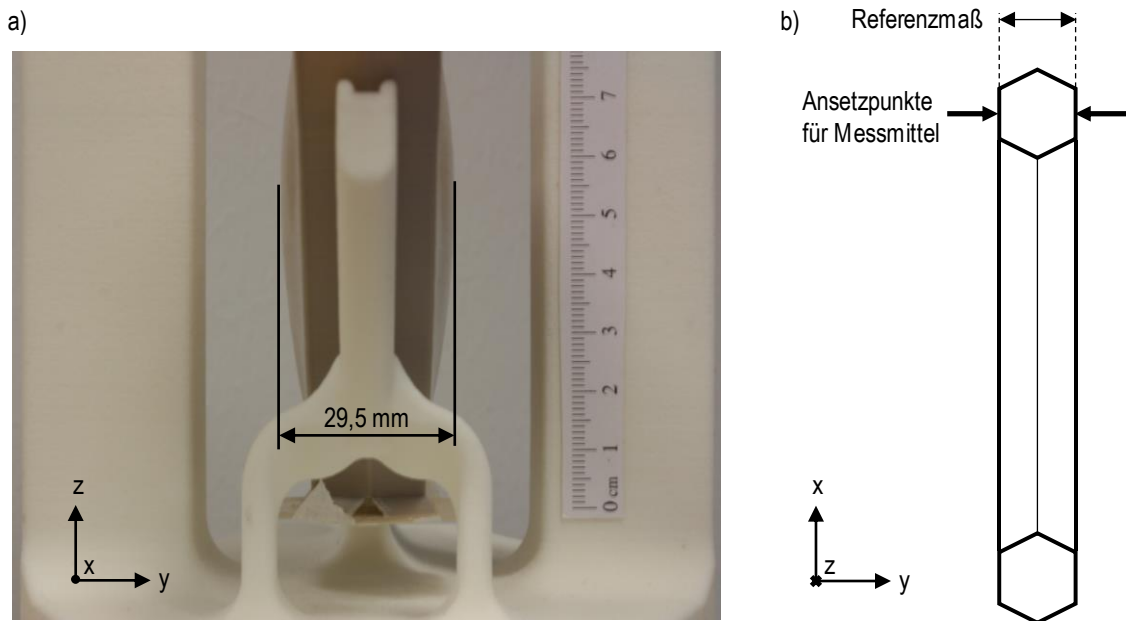 a)
7
6
5
4
3
2
1
0 cm
29,5 mm
z
x
y
b)
Referenzmaß
Ansetzpunkte
für Messmittel
x
z
y